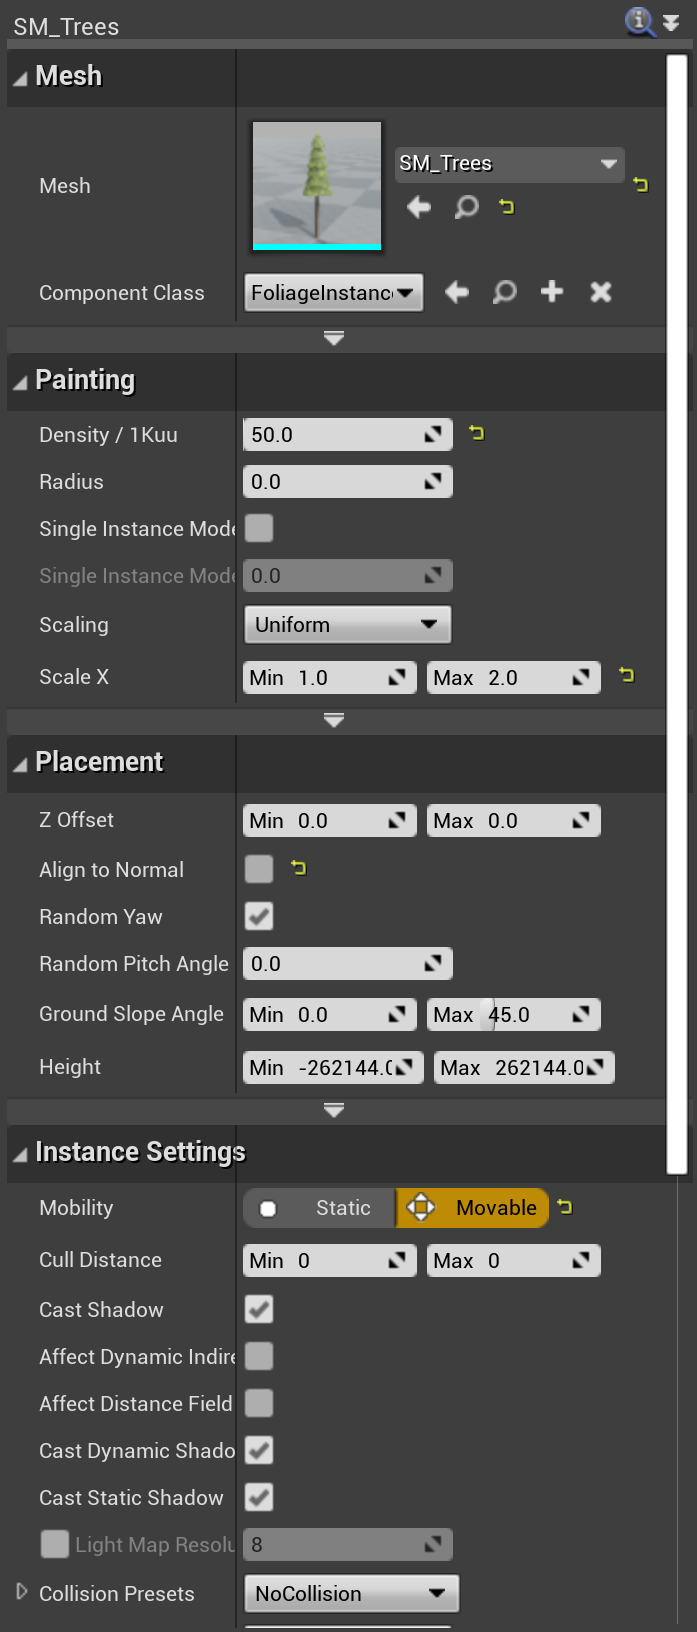 SM_Trees
Mesh
Mesh
SM_Trees
Component Class FoliageInstanc
Painting
Density / 1Kuu 50.0
Radius 0.0
Single Instance Mode
Single Instance Mode 0.0
Scaling Uniform
Scale X Min 1.0 Max 2.0
Placement
Z Offset Min 0.0 Max 0.0
Align to Normal
Random Yaw
Random Pitch Angle 0.0
Ground Slope Angle Min 0.0 Max 45.0
Height Min -262144.0 Max 262144.0
Instance Settings
Mobility Static Movable
Cull Distance Min 0 Max 0
Cast Shadow
Affect Dynamic Indire
Affect Distance Field
Cast Dynamic Shado
Cast Static Shadow
Light Map Resolu 8
Collision Presets NoCollision